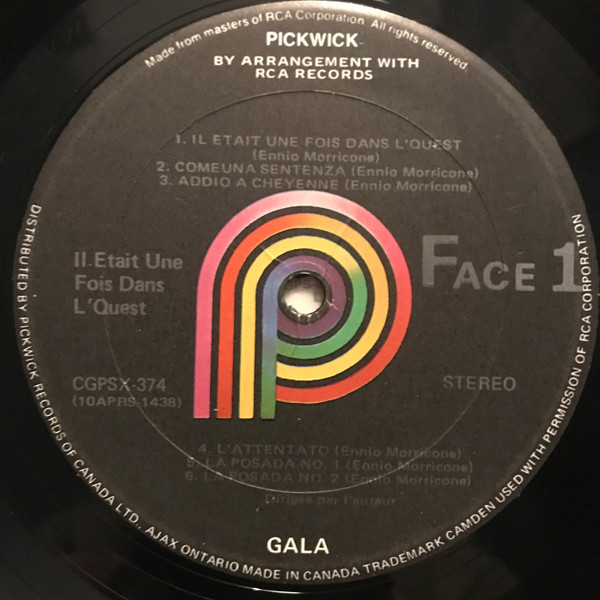 Made from masters of RCA Corporation. All rights reserved.
PICKWICK
BY ARRANGEMENT WITH
RCA RECORDS
1. IL ETAIT UNE FOIS DANS L'QUEST
(Ennio Morricone)
2. COMEUNA SENTENZA (Ennio Morricone)
3. ADDIO A CHEYENNE (Ennio Morricone)
II.Etait Une
Fois Dans
L'Quest
FACE 1
CGPSX-374
(10APRS-1438)
STEREO
4. L'ATTENTATO (Ennio Morricone)
5. LA POSADA NO. 1 (Ennio Morricone)
6. LA POSADA NO. 2 (Ennio Morricone)
Dirigée par l'auteur
GALA
DISTRIBUTED BY PICKWICK RECORDS OF CANADA LTD. AJAX ONTARIO MADE IN CANADA TRADEMARK CAMDEN USED WITH PERMISSION OF RCA CORPORATION